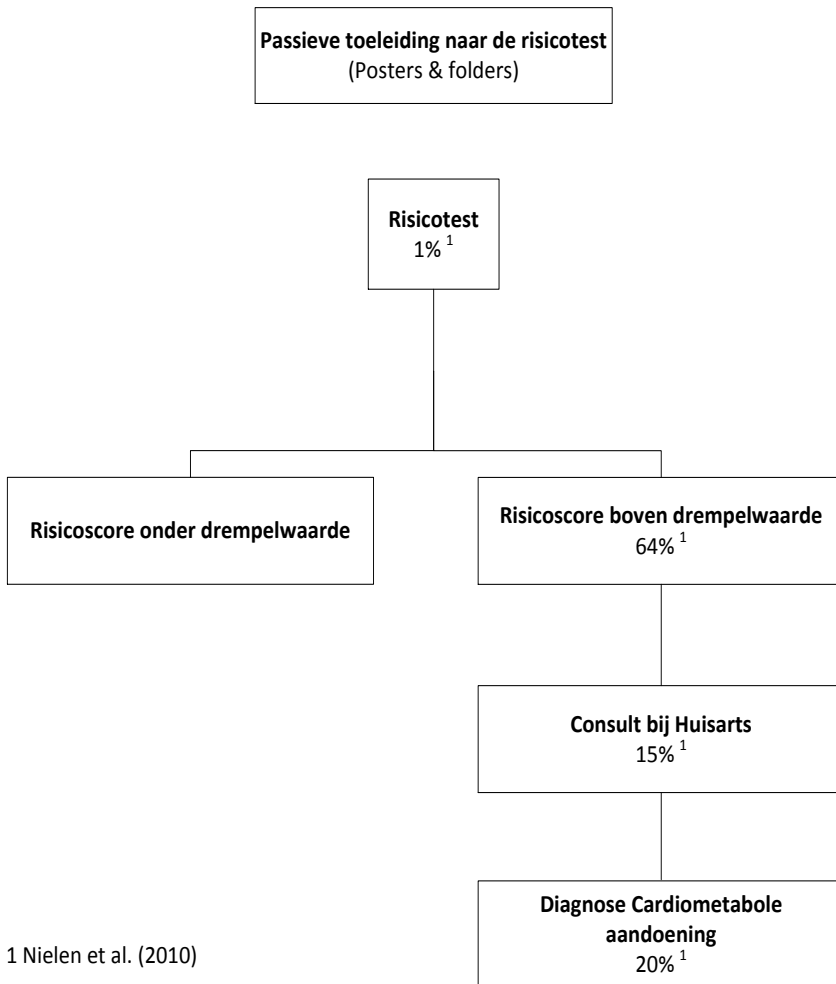 Passieve toeleiding naar de risicotest
(Posters & folders)
Risicotest
1% 1
Risicoscore onder drempelwaarde
Risicoscore boven drempelwaarde
64% 1
Consult bij Huisarts
15% 1
Diagnose Cardiometabole
aandoening
20% 1
1 Nielen et al. (2010)